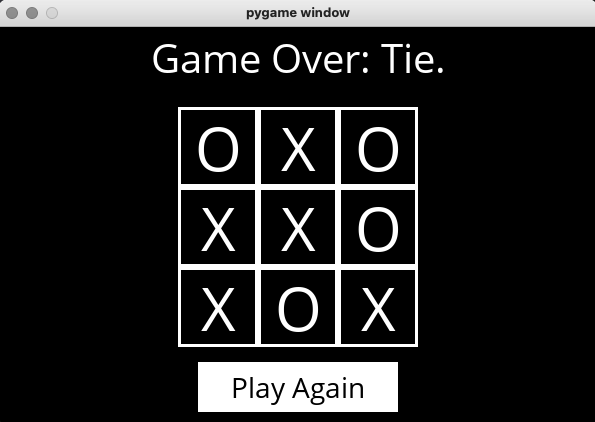 pygame window
Game Over: Tie.
O X O
X X O
X O X
Play Again